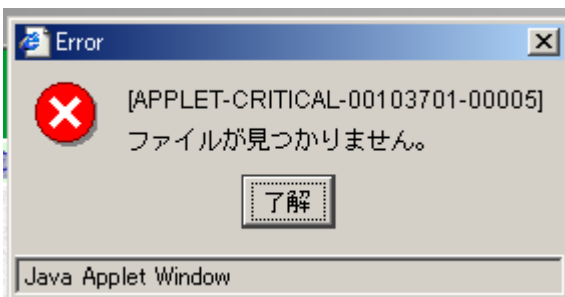 Error
[APPLET-CRITICAL-00103701-00005]
ファイルが見つかりません。
了解
Java Applet Window